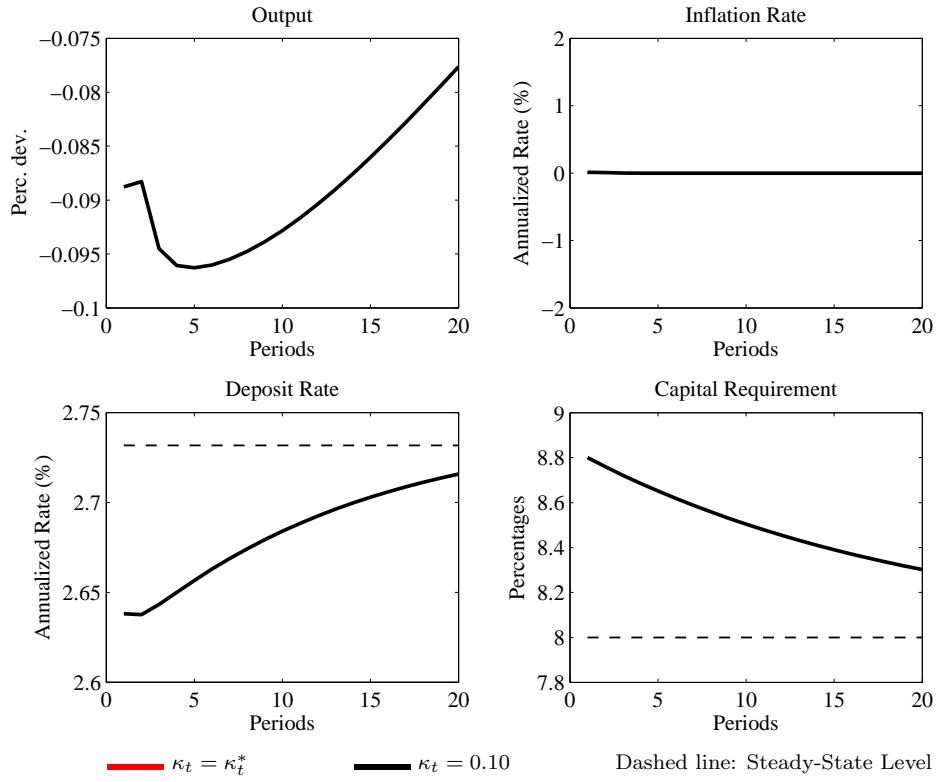 Output
Perc. dev.
−0.075
−0.08
−0.085
−0.09
−0.095
−0.1
0 5 10 15 20
Periods
Inflation Rate
Annualized Rate (%)
2
1
0
−1
−2
0 5 10 15 20
Periods
Deposit Rate
Annualized Rate (%)
2.75
2.7
2.65
2.6
0 5 10 15 20
Periods
Capital Requirement
Percentages
9
8.8
8.6
8.4
8.2
8
7.8
0 5 10 15 20
Periods
κ_t = κ_t^*
κ_t = 0.10
Dashed line: Steady-State Level